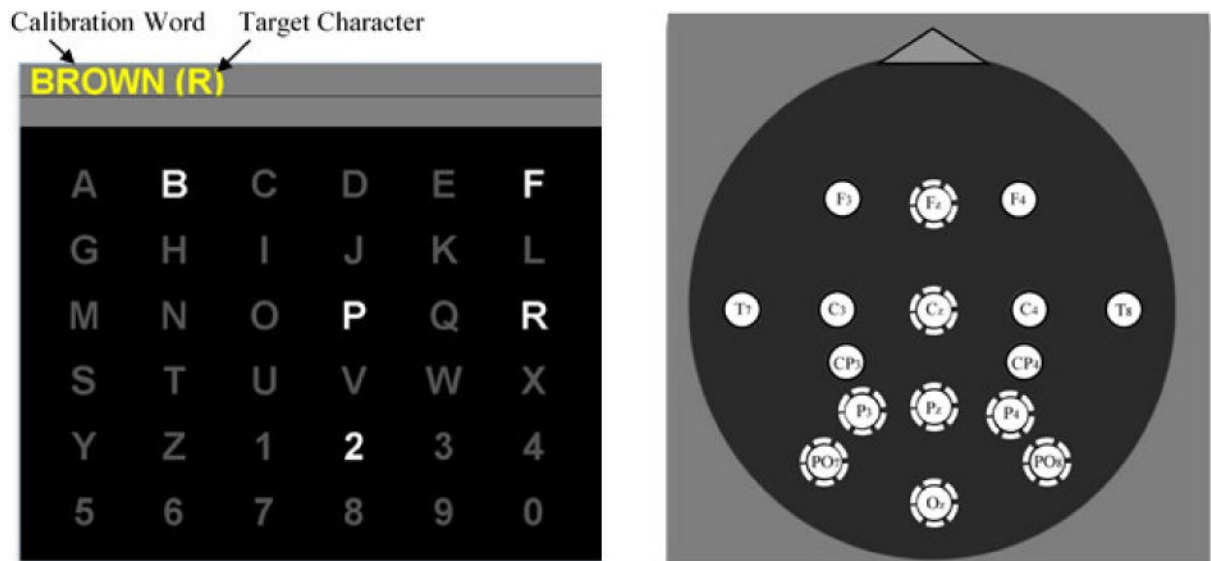 Calibration Word Target Character
BROWN (R)
A B C D E F
G H I J K L
M N O P Q R
S T U V W X
Y Z 1 2 3 4
5 6 7 8 9 0
F3 Fz F4
T7 C3 Cz C4 T8
CP3 CP4
P3 Pz P4
PO7 PO8
Oz